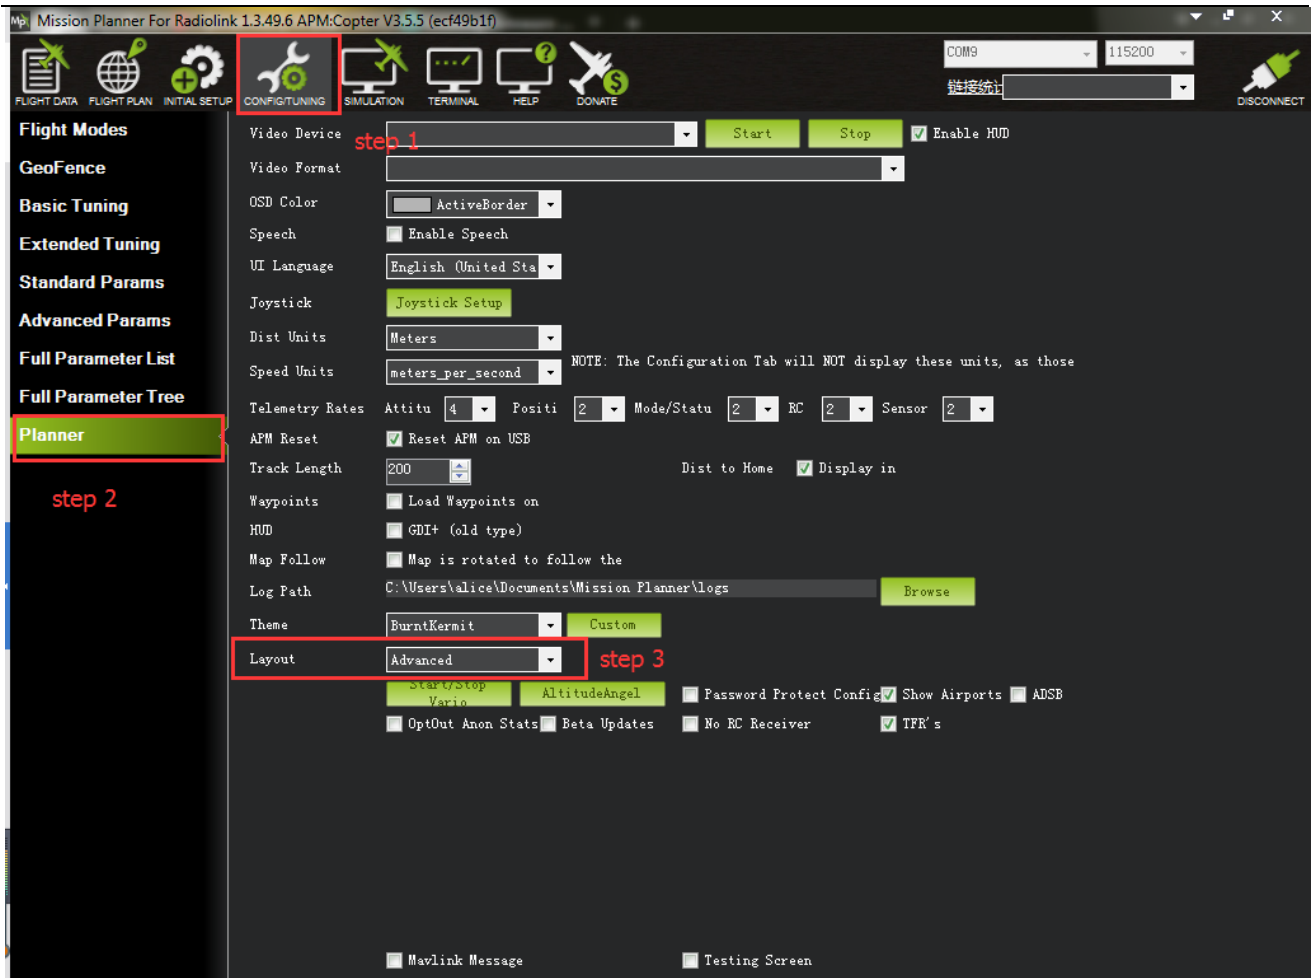 Mission Planner For Radiolink 1.3.49.6 APM:Copter V3.5.5 (ecf49b1f)
FLIGHT DATA FLIGHT PLAN INITIAL SETUP CONFIG/TUNING SIMULATION TERMINAL HELP DONATE
COM9 115200
链接统计
DISCONNECT
Flight Modes
GeoFence
Basic Tuning
Extended Tuning
Standard Params
Advanced Params
Full Parameter List
Full Parameter Tree
Planner
step 2
step 1
Video Device Start Stop Enable HUD
Video Format
OSD Color ActiveBorder
Speech Enable Speech
UI Language English (United Sta
Joystick Joystick Setup
Dist Units Meters
NOTE: The Configuration Tab will NOT display these units, as those
Speed Units meters_per_second
Telemetry Rates Attitu 4 Positi 2 Mode/Statu 2 RC 2 Sensor 2
APM Reset Reset APM on USB
Track Length 200 Dist to Home Display in
Waypoints Load Waypoints on
HUD GDI+ (old type)
Map Follow Map is rotated to follow the
Log Path C:\Users\alice\Documents\Mission Planner\logs Browse
Theme BurntKermit Custom
Layout Advanced step 3
Start/Stop
Vario
AltitudeAngel Password Protect Config Show Airports ADSB
OptOut Anon Stats Beta Updates No RC Receiver TFR's
Mavlink Message Testing Screen